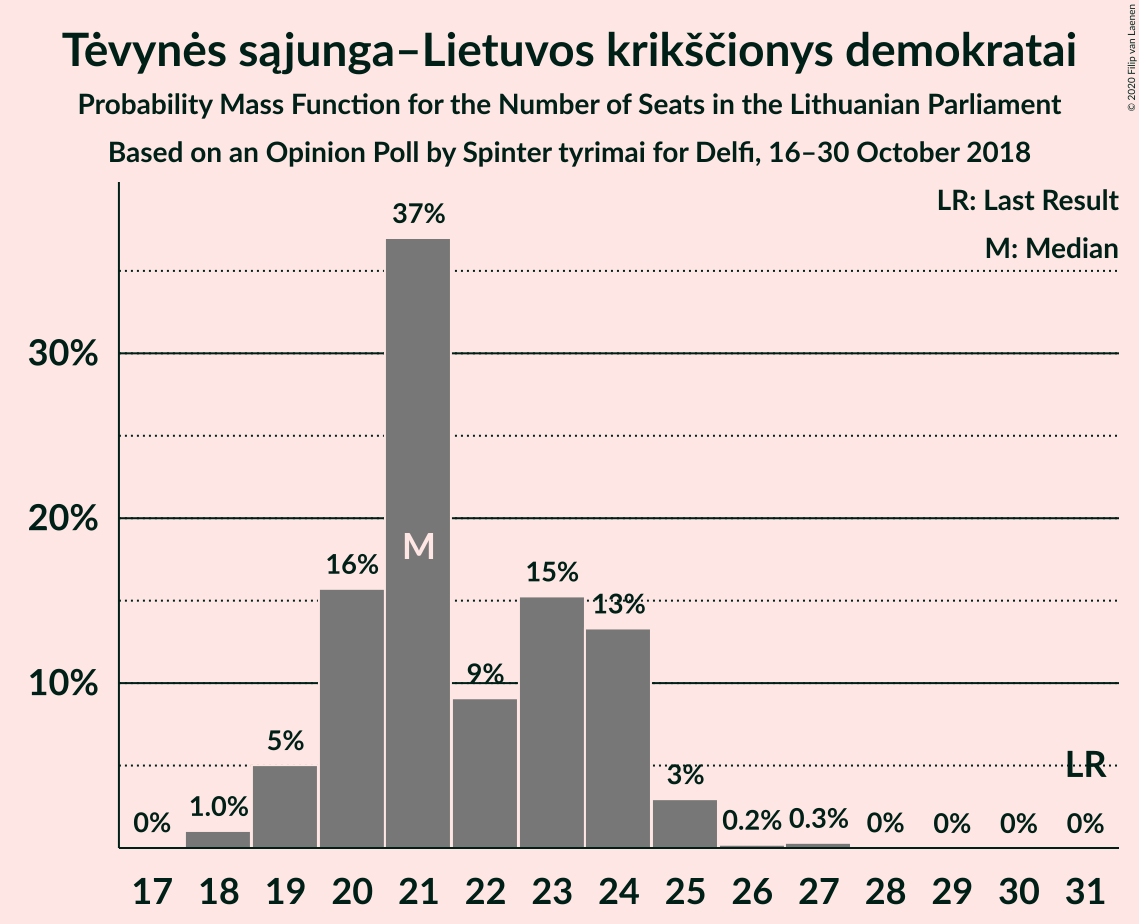 Tėvynės sąjunga–Lietuvos krikščionys demokratai
Probability Mass Function for the Number of Seats in the Lithuanian Parliament
Based on an Opinion Poll by Spinter tyrimai for Delfi, 16–30 October 2018
© 2020 Filip van Laenen
LR: Last Result
M: Median
37%
30%
20%
M
16%
15%
13%
10%
9%
5%
3%
LR
0%
1.0%
0.2%
0.3%
0%
0%
0%
0%
17 18 19 20 21 22 23 24 25 26 27 28 29 30 31